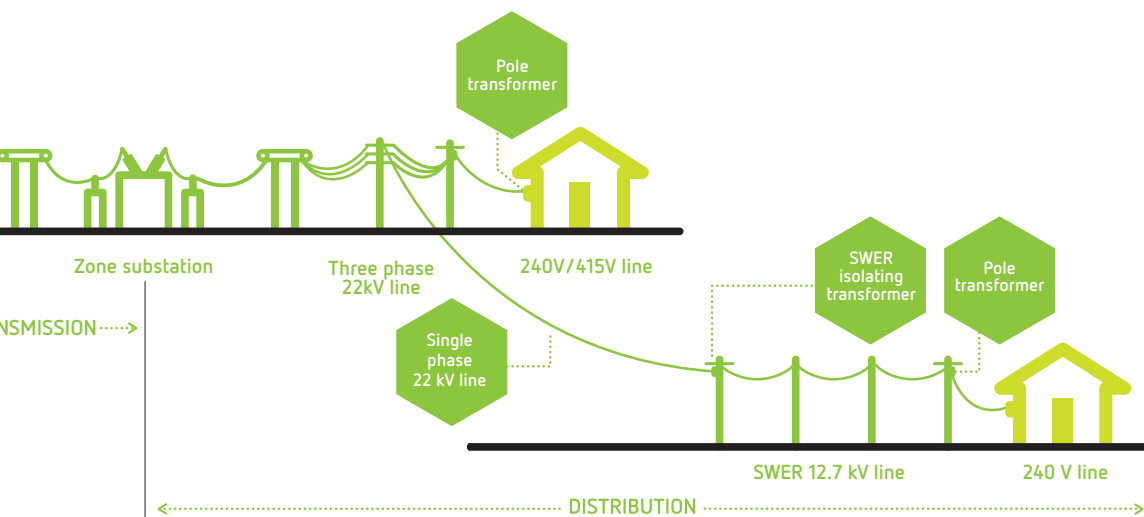 Pole
transformer
Zone substation
Three phase
22kV line
240V/415V line
SWER
isolating
transformer
Pole
transformer
NSMISSION
Single
phase
22 kV line
SWER 12.7 kV line
240 V line
DISTRIBUTION